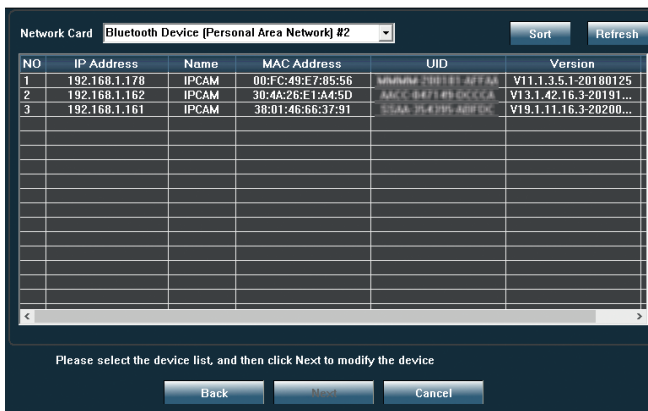 Network Card Bluetooth Device (Personal Area Network) #2 Sort Refresh
NO IP Address Name MAC Address UID Version
1 192.168.1.178 IPCAM 00:FC:49:E7:85:56 V11.1.3.5.1-20180125
2 192.168.1.162 IPCAM 30:4A:26:E1:A4:5D V13.1.42.16.3-20191...
3 192.168.1.161 IPCAM 38:01:46:66:37:91 V19.1.11.16.3-20200...
Please select the device list, and then click Next to modify the device
Back Next Cancel